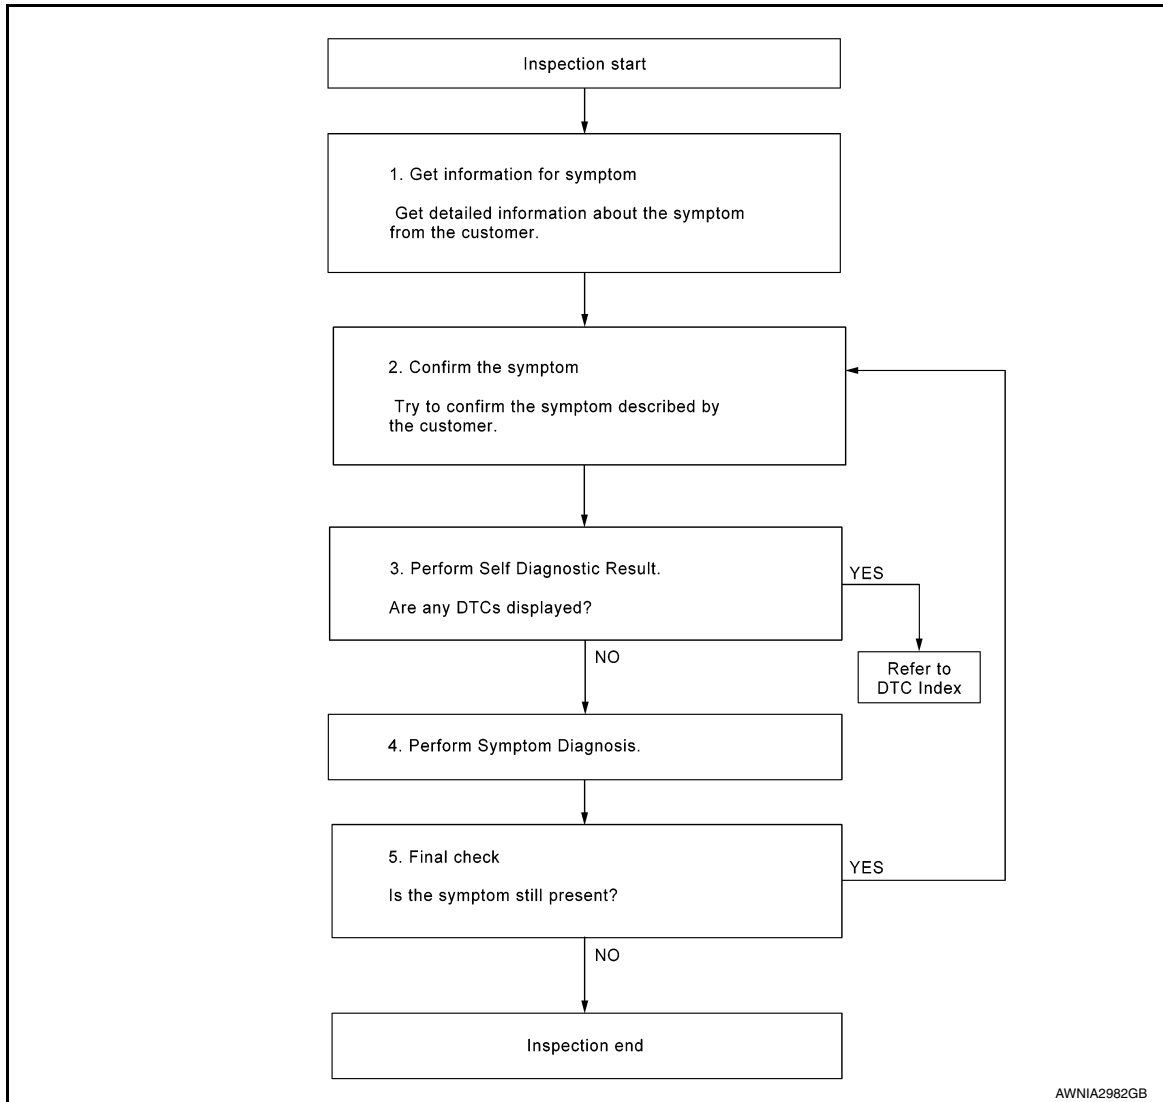 Inspection start
1. Get information for symptom
Get detailed information about the symptom
from the customer.
2. Confirm the symptom
Try to confirm the symptom described by
the customer.
3. Perform Self Diagnostic Result.
Are any DTCs displayed?
YES
Refer to
DTC Index
NO
4. Perform Symptom Diagnosis.
5. Final check
Is the symptom still present?
YES
NO
Inspection end
AWNIA2982GB